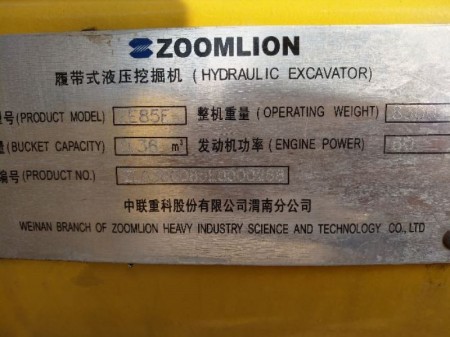 ZOOMLION
履带式液压挖掘机 (HYDRAULIC EXCAVATOR)
型号 (PRODUCT MODEL) 整机重量 (OPERATING WEIGHT)
量 (BUCKET CAPACITY) m³ 发动机功率 (ENGINE POWER)
编号 (PRODUCT NO.)
中联重科股份有限公司渭南分公司
WEINAN BRANCH OF ZOOMLION HEAVY INDUSTRY SCIENCE AND TECHNOLOGY CO., LTD